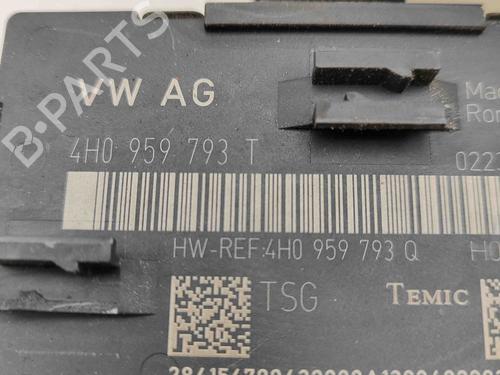 B-PARTS
VW AG
4H0 959 793 T
HW-REF:4H0 959 793 Q
TSG
TEMIC